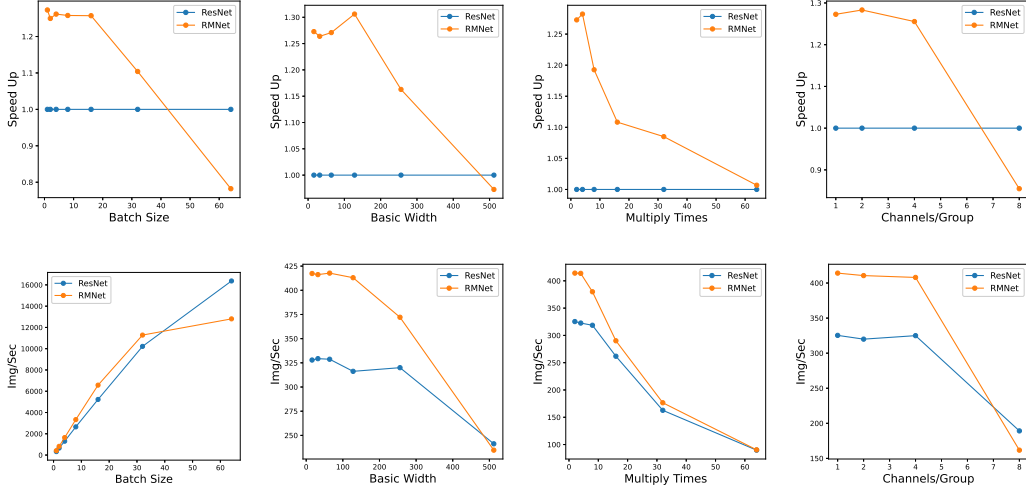 Speed Up
1.2
1.1
1.0
0.9
0.8
0 10 20 30 40 50 60
Batch Size
ResNet
RMNet
Speed Up
1.30
1.25
1.20
1.15
1.10
1.05
1.00
0 100 200 300 400 500
Basic Width
ResNet
RMNet
Speed Up
1.25
1.20
1.15
1.10
1.05
1.00
0 10 20 30 40 50 60
Multiply Times
ResNet
RMNet
Speed Up
1.3
1.2
1.1
1.0
0.9
1 2 3 4 5 6 7 8
Channels/Group
ResNet
RMNet
Img/Sec
16000
14000
12000
10000
8000
6000
4000
2000
0
0 10 20 30 40 50 60
Batch Size
ResNet
RMNet
Img/Sec
425
400
375
350
325
300
275
250
0 100 200 300 400 500
Basic Width
ResNet
RMNet
Img/Sec
400
350
300
250
200
150
100
0 10 20 30 40 50 60
Multiply Times
ResNet
RMNet
Img/Sec
400
350
300
250
200
150
1 2 3 4 5 6 7 8
Channels/Group
ResNet
RMNet